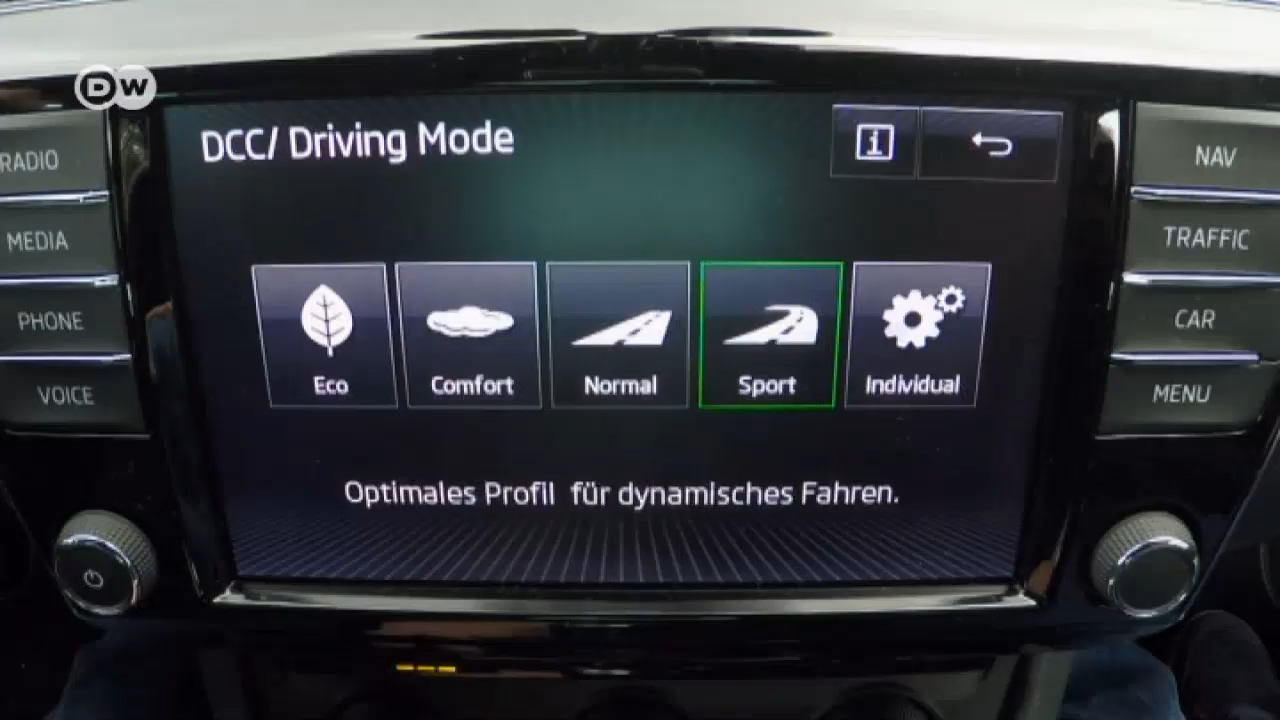 DW
DCC/ Driving Mode
i
RADIO
MEDIA
PHONE
VOICE
Eco
Comfort
Normal
Sport
Individual
Optimales Profil für dynamisches Fahren.
NAV
TRAFFIC
CAR
MENU